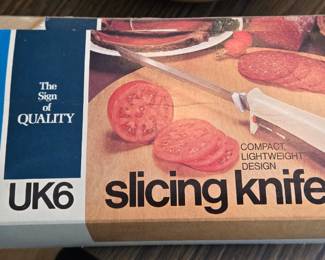 The
Sign
of
QUALITY
COMPACT,
LIGHTWEIGHT
DESIGN
UK6
slicing knife